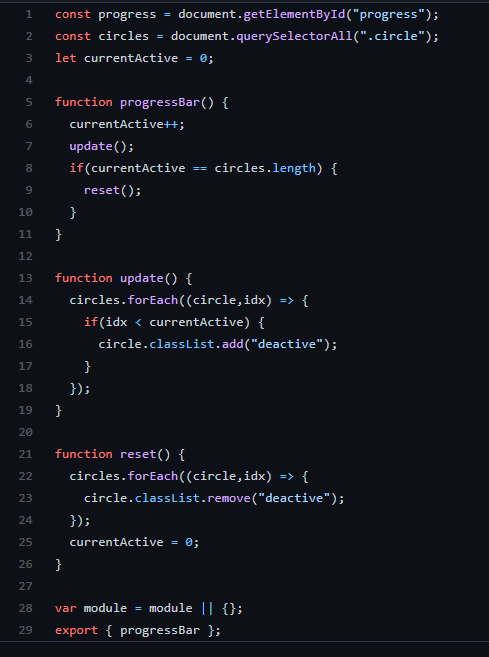 1 const progress = document.getElementById("progress");
2 const circles = document.querySelectorAll(".circle");
3 let currentActive = 0;
4
5 function progressBar() {
6   currentActive++;
7   update();
8   if(currentActive == circles.length) {
9     reset();
10   }
11 }
12
13 function update() {
14   circles.forEach((circle,idx) => {
15     if(idx < currentActive) {
16       circle.classList.add("deactive");
17     }
18   });
19 }
20
21 function reset() {
22   circles.forEach((circle,idx) => {
23     circle.classList.remove("deactive");
24   });
25   currentActive = 0;
26 }
27
28 var module = module || {};
29 export { progressBar };